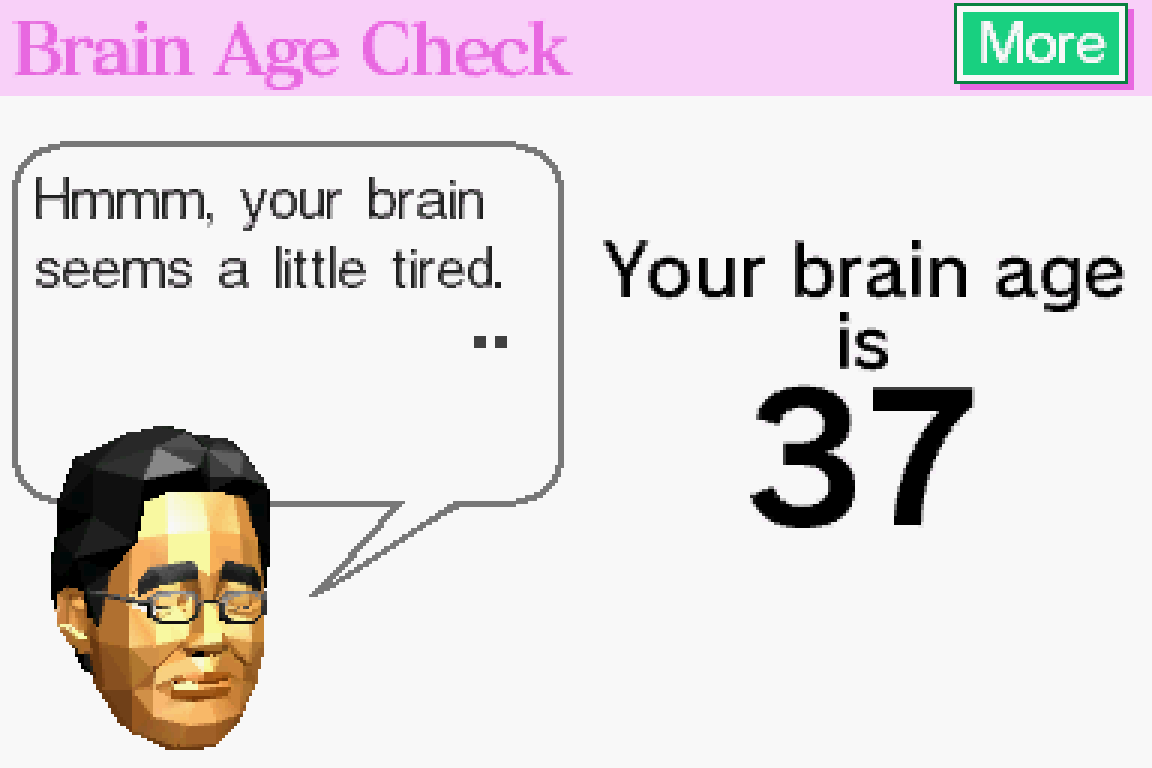 Brain Age Check
More
Hmmm, your brain
seems a little tired.
Your brain age
is
37